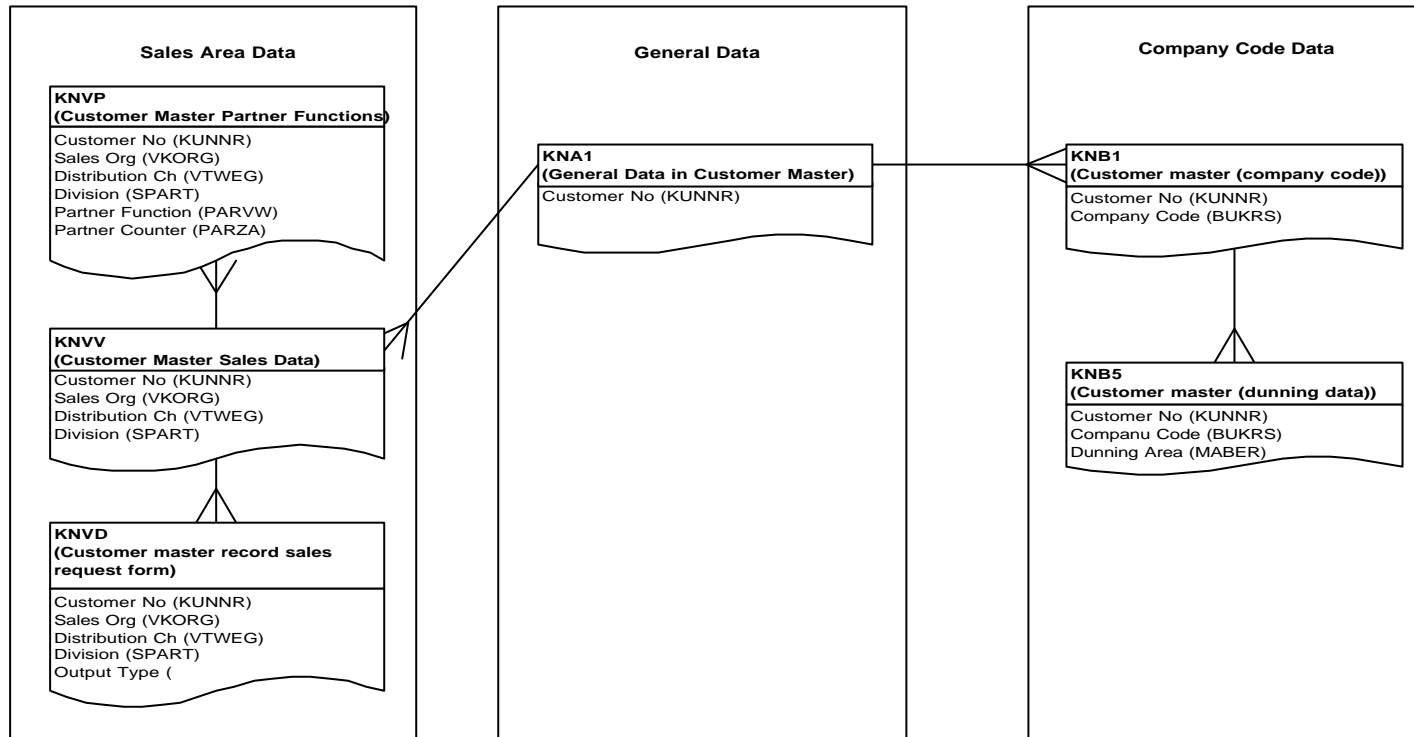 Sales Area Data
KNVP
(Customer Master Partner Functions)
Customer No (KUNNR)
Sales Org (VKORG)
Distribution Ch (VTWEG)
Division (SPART)
Partner Function (PARVW)
Partner Counter (PARZA)
KNVV
(Customer Master Sales Data)
Customer No (KUNNR)
Sales Org (VKORG)
Distribution Ch (VTWEG)
Division (SPART)
KNVD
(Customer master record sales
request form)
Customer No (KUNNR)
Sales Org (VKORG)
Distribution Ch (VTWEG)
Division (SPART)
Output Type (
General Data
KNA1
(General Data in Customer Master)
Customer No (KUNNR)
Company Code Data
KNB1
(Customer master (company code))
Customer No (KUNNR)
Company Code (BUKRS)
KNB5
(Customer master (dunning data))
Customer No (KUNNR)
Companu Code (BUKRS)
Dunning Area (MABER)